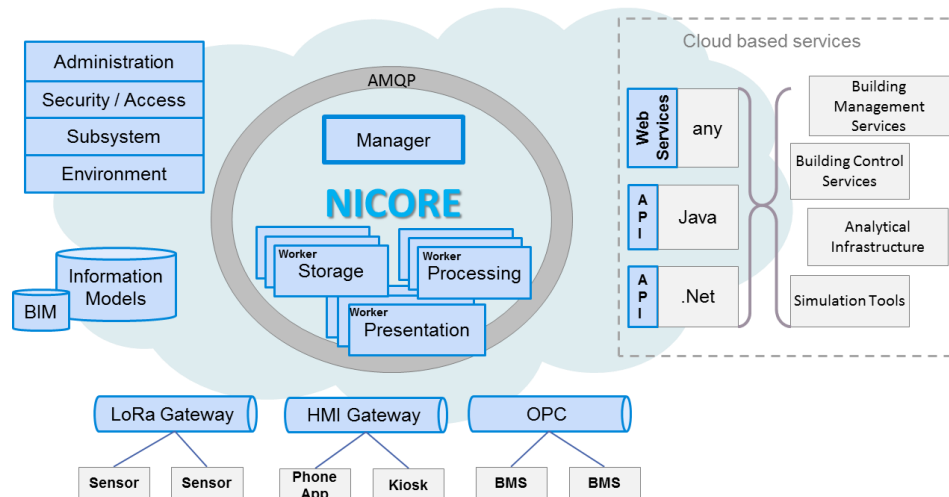 Administration
Security / Access
Subsystem
Environment
Information
Models
BIM
AMQP
Manager
NICORE
Worker
Storage
Worker
Processing
Worker
Presentation
Cloud based services
Web
Services
any
API
Java
API
.Net
Building
Management
Services
Building Control
Services
Analytical
Infrastructure
Simulation Tools
LoRa Gateway
HMI Gateway
OPC
Sensor
Sensor
Phone
App
Kiosk
BMS
BMS